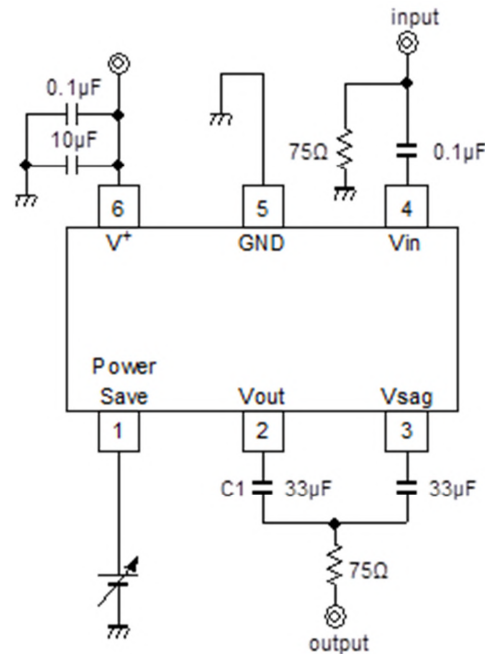 input
0.1µF
10µF
75Ω
0.1µF
6
5
4
V+
GND
Vin
Power
Save
Vout
Vsag
1
2
3
C1
33µF
33µF
75Ω
output